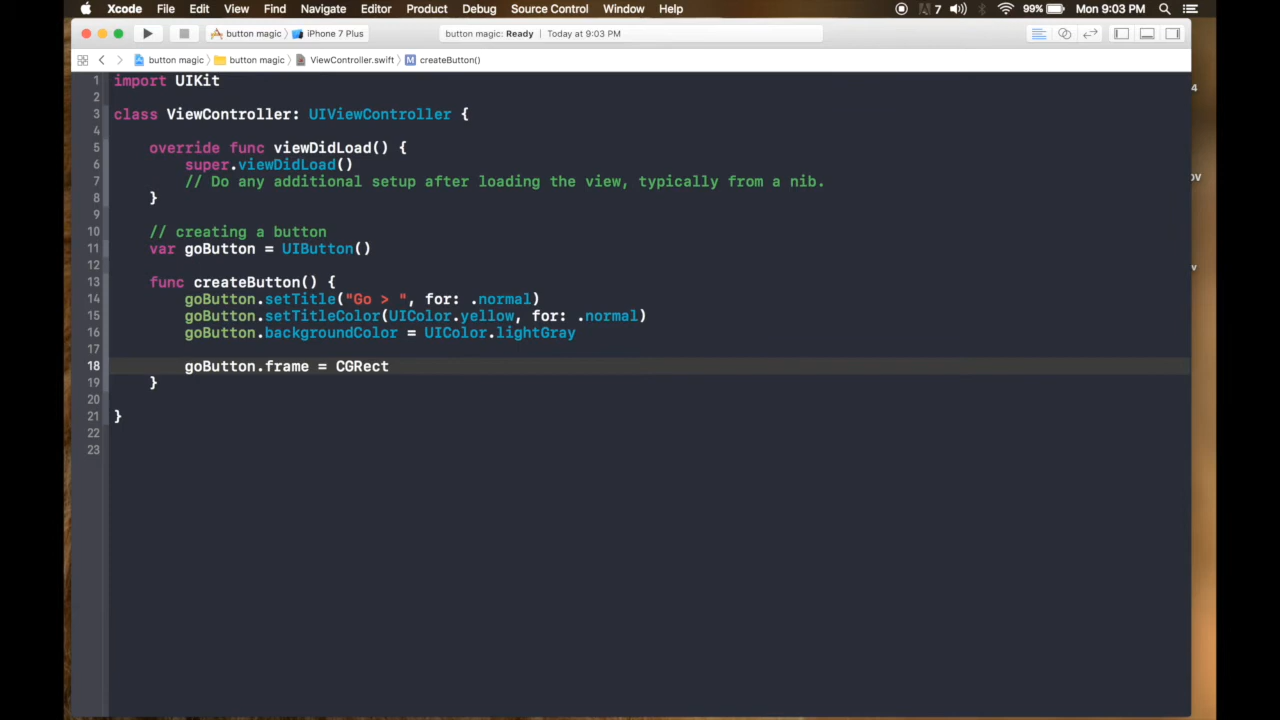 Xcode File Edit View Find Navigate Editor Product Debug Source Control Window Help 7 99% Mon 9:03 PM
button magic iPhone 7 Plus button magic: Ready Today at 9:03 PM
button magic button magic ViewController.swift M createButton()
1 import UIKit
2
3 class ViewController: UIViewController {
4
5 override func viewDidLoad() {
6 super.viewDidLoad()
7 // Do any additional setup after loading the view, typically from a nib.
8 }
9
10 // creating a button
11 var goButton = UIButton()
12
13 func createButton() {
14 goButton.setTitle("Go > ", for: .normal)
15 goButton.setTitleColor(UIColor.yellow, for: .normal)
16 goButton.backgroundColor = UIColor.lightGray
17
18 goButton.frame = CGRect
19 }
20
21 }
22
23